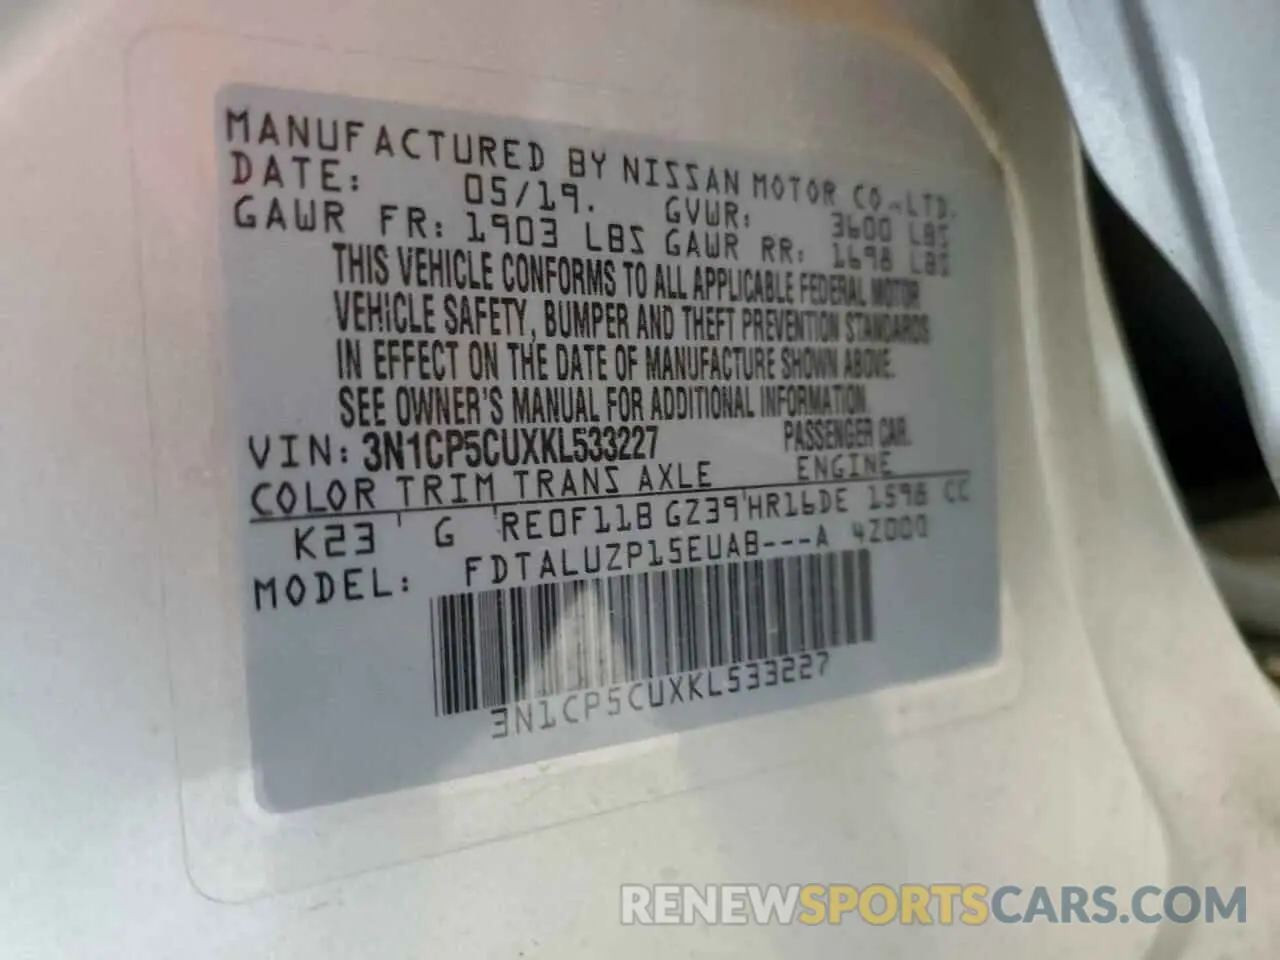 MANUFACTURED BY NISSAN MOTOR CO.,LTD.
DATE: 05/19. GVWR: 3600 LBS
GAWR FR: 1903 LBS GAWR RR: 1698 LBS
THIS VEHICLE CONFORMS TO ALL APPLICABLE FEDERAL MOTOR
VEHICLE SAFETY, BUMPER AND THEFT PREVENTION STANDARDS
IN EFFECT ON THE DATE OF MANUFACTURE SHOWN ABOVE.
SEE OWNER'S MANUAL FOR ADDITIONAL INFORMATION.
VIN: 3N1CP5CUXKL533227 PASSENGER CAR.
COLOR TRIM TRANS AXLE ENGINE
K23 G RE0F11B GZ39 HR16DE 1598 CC
MODEL: FDTALUZP15EUAB---A 42000
3N1CP5CUXKL533227
RENEWSPORTSCARS.COM